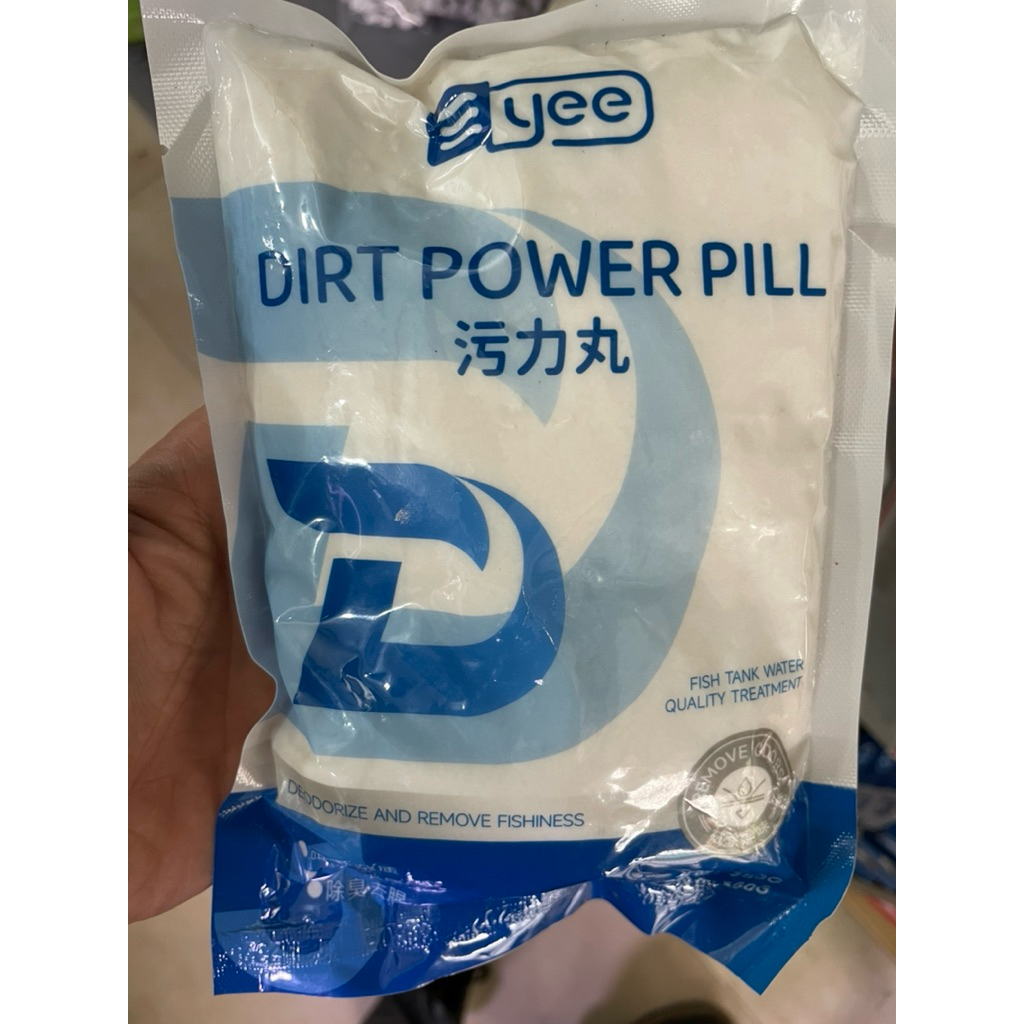 yee
DIRT POWER PILL
污力丸
FISH TANK WATER
QUALITY TREATMENT
REMOVE
DEODORIZE AND REMOVE FISHINESS
除臭去腥